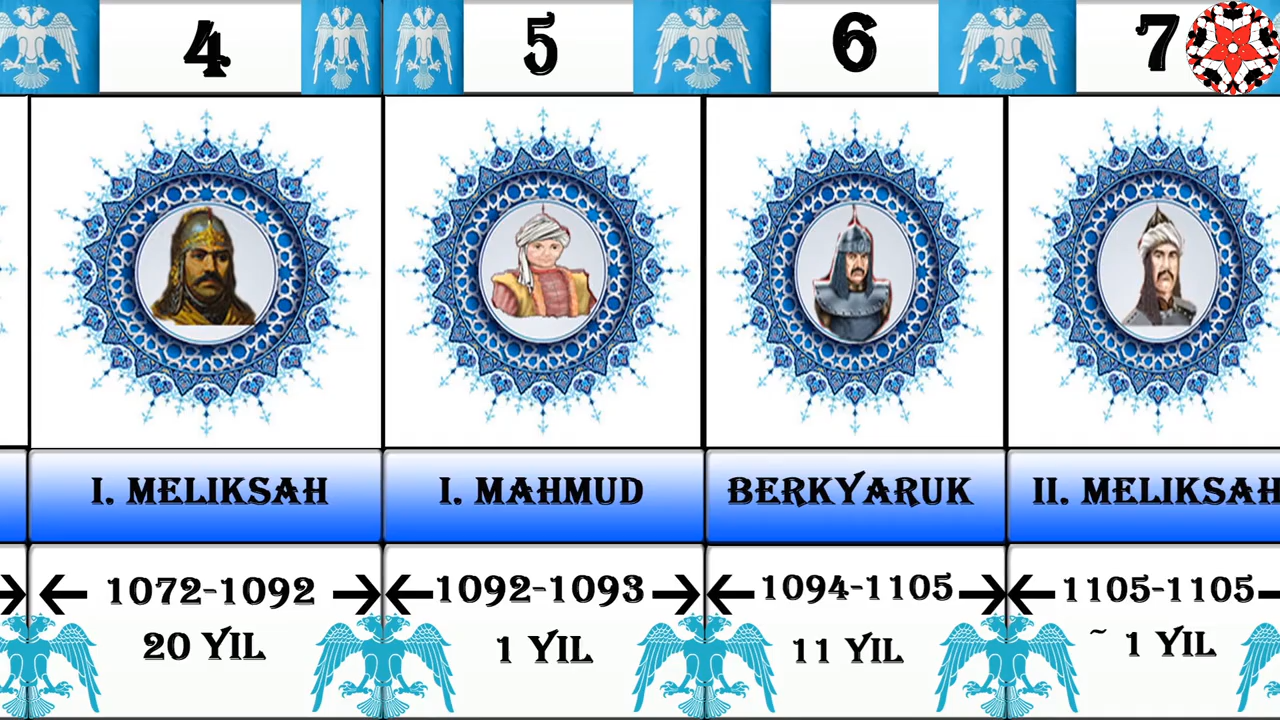 4
5
6
7
I. MELIKSAH
I. MAHMUD
BERKYARUK
II. MELIKSAH
1072-1092
1092-1093
1094-1105
1105-1105
20 YIL
1 YIL
11 YIL
~ 1 YIL